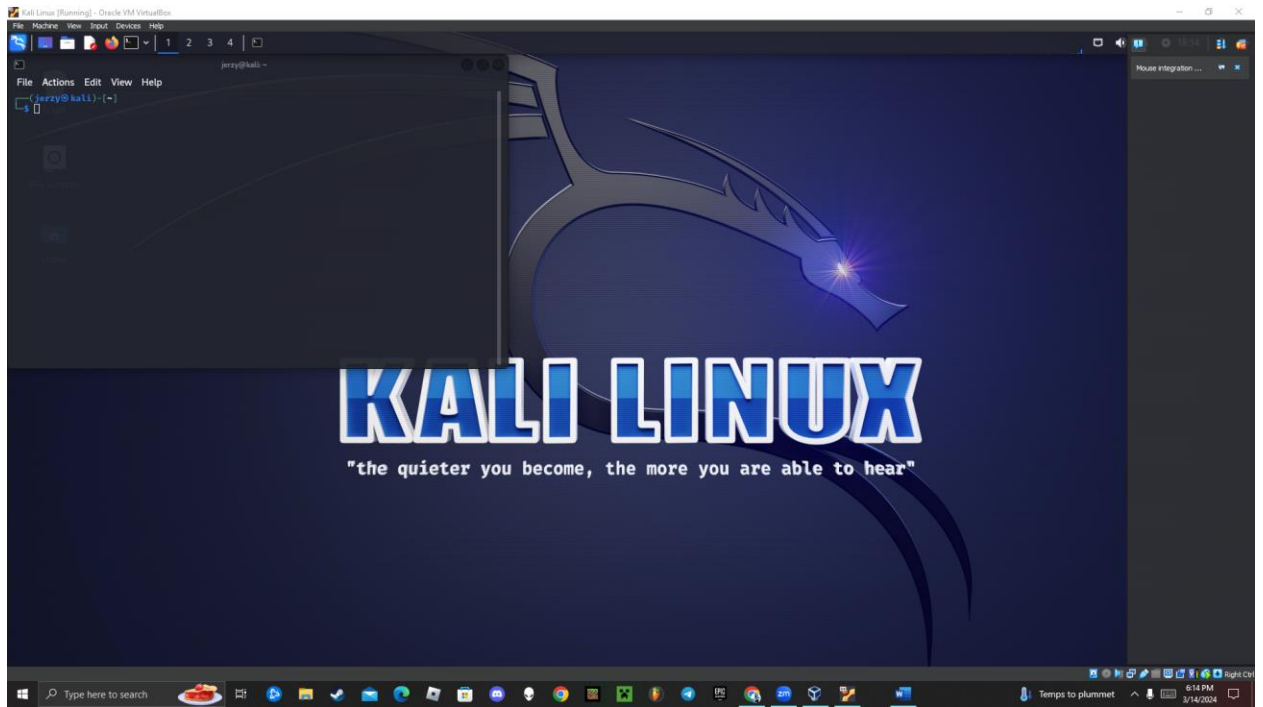 Kali Linux [Running] - Oracle VM VirtualBox
File Machine View Input Devices Help
1 2 3 4
jerzy@kali: ~
Mouse integration ...
File Actions Edit View Help
(jerzy㉿kali)-[~]
$
KALI LINUX
"the quieter you become, the more you are able to hear"
Right Ctrl
Type here to search
Temps to plummet
6:14 PM
3/14/2024